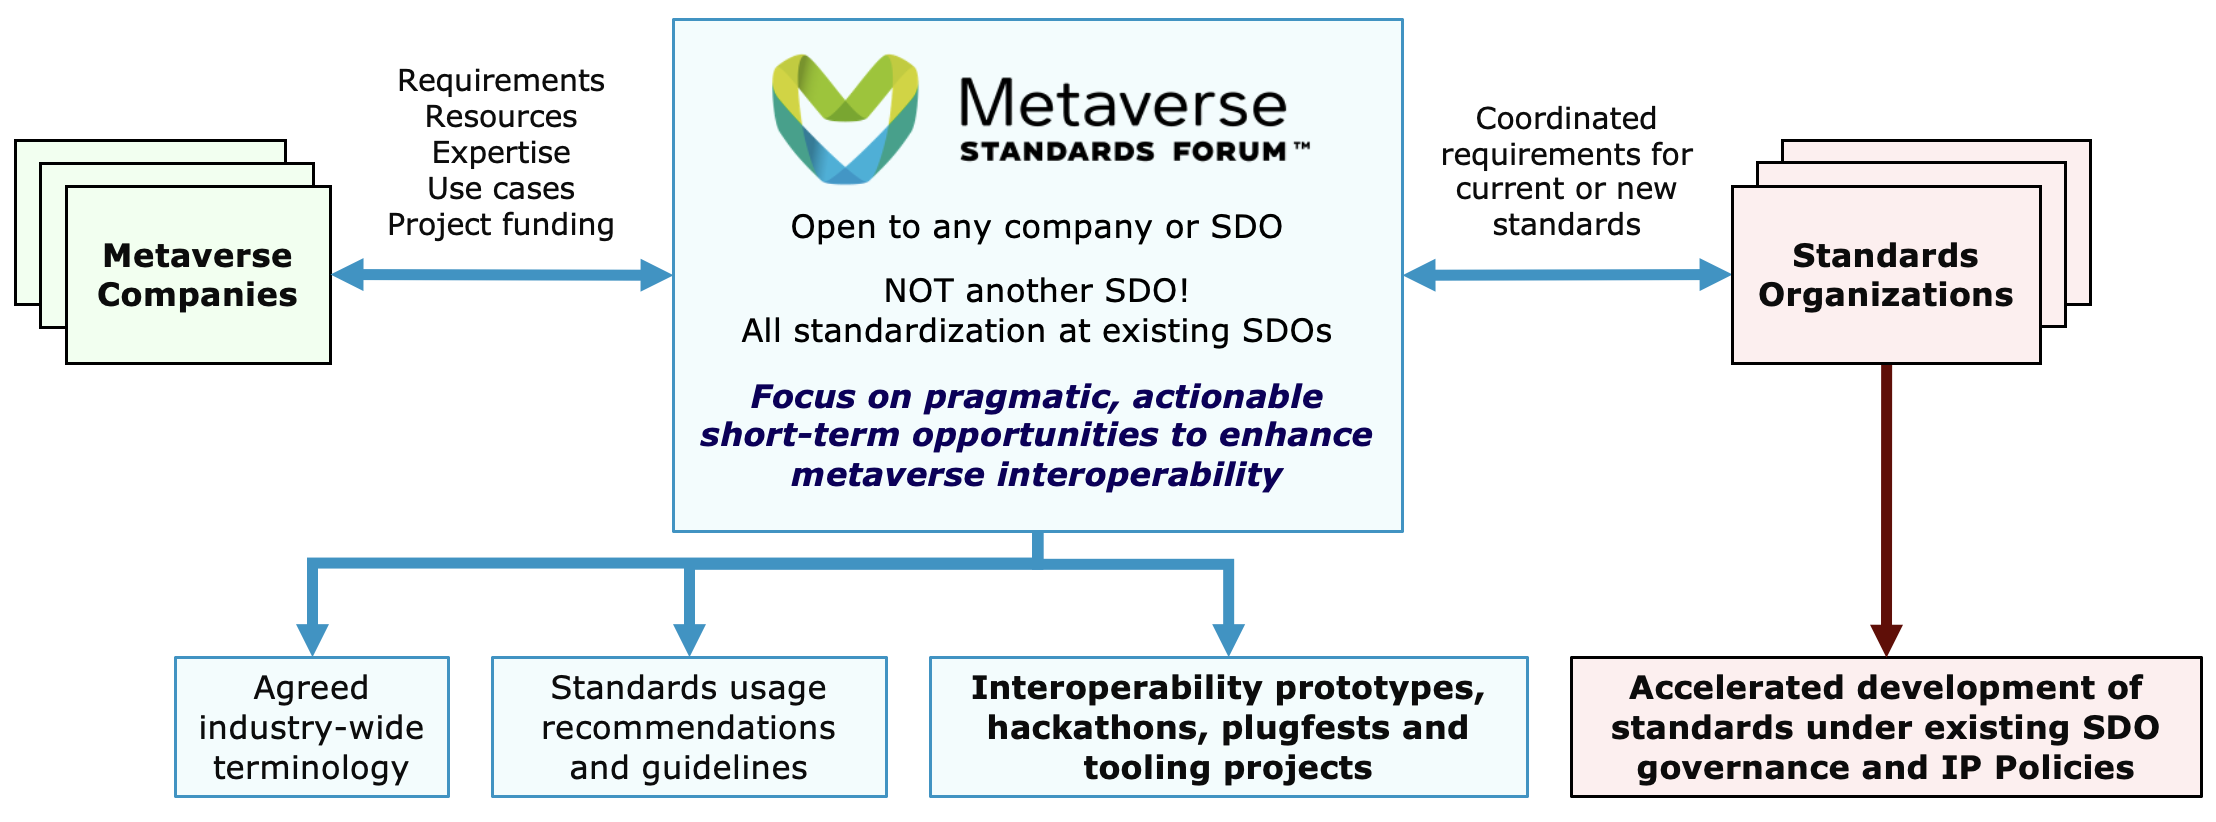 Requirements
Resources
Expertise
Use cases
Project funding
Metaverse
Companies
Metaverse
STANDARDS FORUM™
Open to any company or SDO
NOT another SDO!
All standardization at existing SDOs
Focus on pragmatic, actionable
short-term opportunities to enhance
metaverse interoperability
Coordinated
requirements for
current or new
standards
Standards
Organizations
Agreed
industry-wide
terminology
Standards usage
recommendations
and guidelines
Interoperability prototypes,
hackathons, plugfests and
tooling projects
Accelerated development of
standards under existing SDO
governance and IP Policies